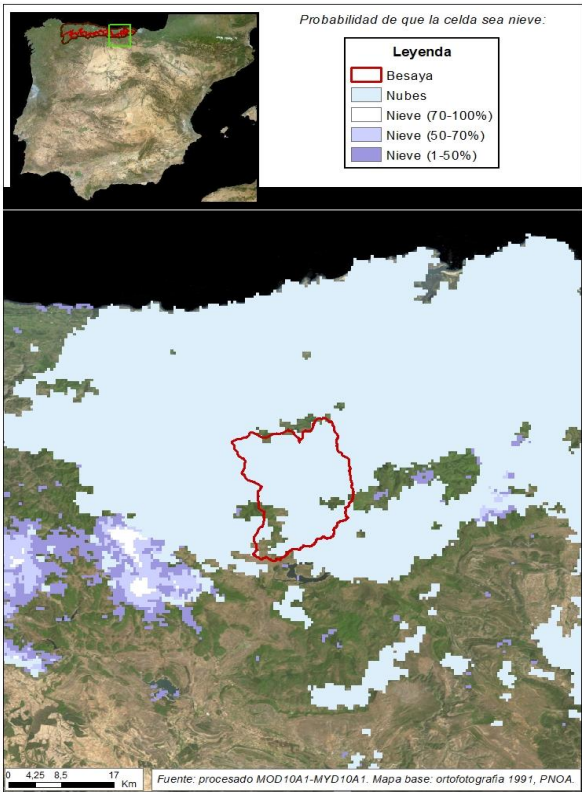 Probabilidad de que la celda sea nieve:
Leyenda
Besaya
Nubes
Nieve (70-100%)
Nieve (50-70%)
Nieve (1-50%)
0 4,25 8,5 17
Km
Fuente: procesado MOD10A1-MYD10A1. Mapa base: ortofotografia 1991, PNOA.